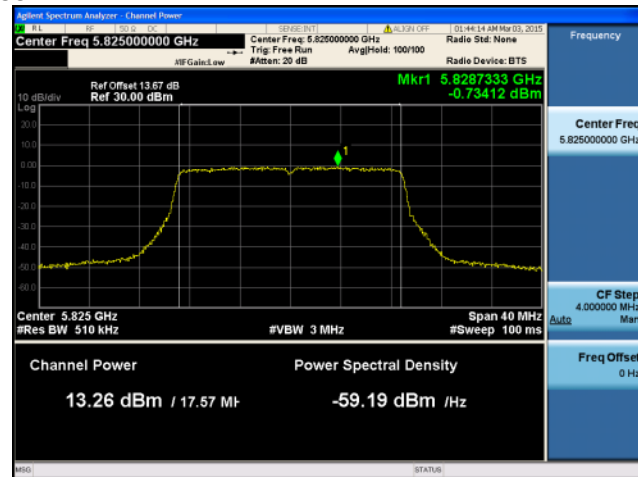 Agilent Spectrum Analyzer - Channel Power
RL RF 50 Ω DC SENSE:INT ALIGN OFF 01:44:14 AM Mar 03, 2015
Center Freq 5.825000000 GHz
Center Freq: 5.825000000 GHz
Radio Std: None
Trig: Free Run Avg|Hold: 100/100
#IFGain:Low #Atten: 20 dB Radio Device: BTS
Mkr1 5.8287333 GHz
-0.73412 dBm
Ref Offset 13.67 dB
10 dB/div Ref 30.00 dBm
Log
20.0
10.0
0.00
-10.0
-20.0
-30.0
-40.0
-50.0
-60.0
1
Center 5.825 GHz Span 40 MHz
#Res BW 510 kHz #VBW 3 MHz #Sweep 100 ms
Channel Power Power Spectral Density
13.26 dBm / 17.57 MH -59.19 dBm /Hz
MSG STATUS
Frequency
Center Freq
5.825000000 GHz
CF Step
4.000000 MHz
Auto Man
Freq Offset
0 Hz